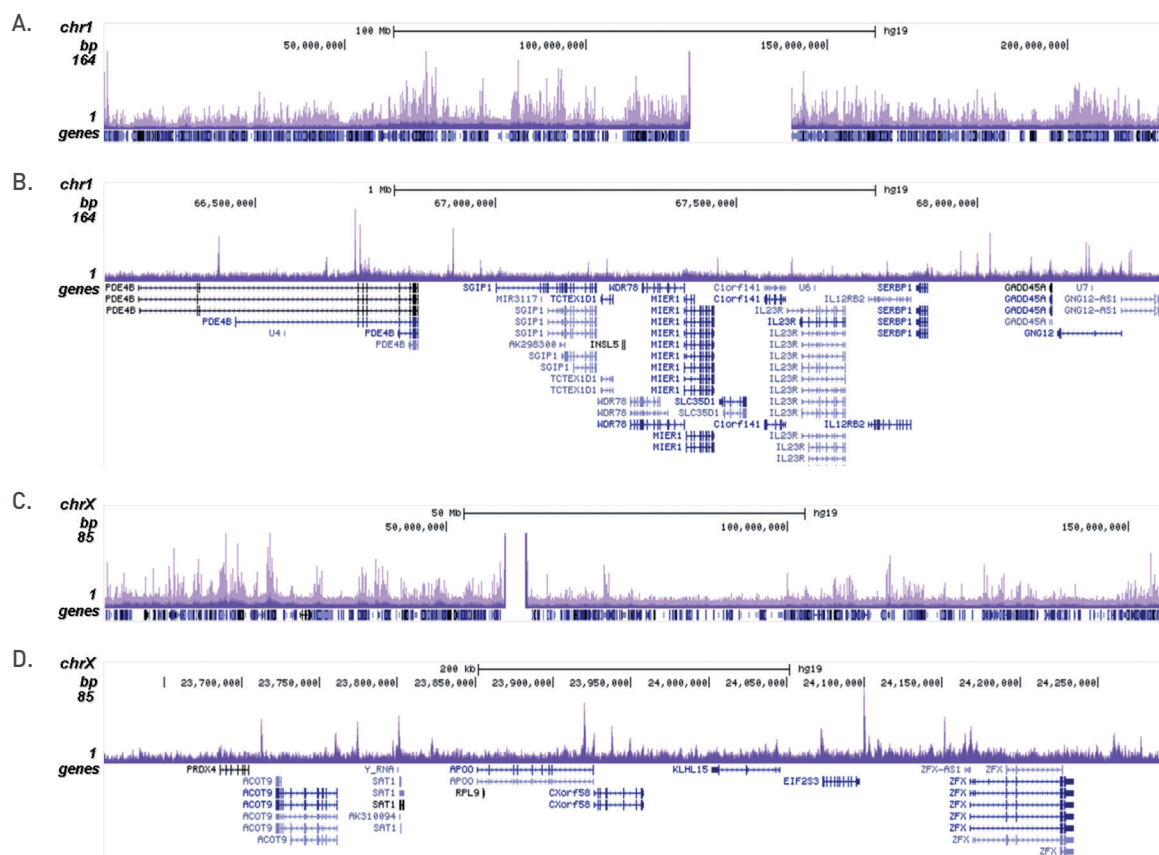 A.
chr1
100 Mb hg19
bp
50,000,000 100,000,000 150,000,000 200,000,000
164
1
genes
B.
chr1
1 Mb hg19
bp
66,500,000 67,000,000 67,500,000 68,000,000
164
1
genes
PDE4B SGIP1 WDR78 C1orf141 U6 SERBP1 GADD45A U7
PDE4B MIR3117 TCTEX1D1 MIER1 C1orf141 IL12RB2 SERBP1 GADD45A GNG12-AS1
PDE4B SGIP1 MIER1 IL23R SERBP1 GADD45A GNG12-AS1
PDE4B SGIP1 MIER1 IL23R SERBP1 GADD45A
U4 PDE4B SGIP1 MIER1 IL23R SERBP1 GNG12
PDE4B AK298300 INSL5 MIER1 IL23R
SGIP1 MIER1 IL23R
SGIP1 MIER1 IL23R
TCTEX1D1 MIER1 IL23R
TCTEX1D1 MIER1 IL23R
WDR78 SLC35D1 IL23R
WDR78 SLC35D1 IL23R
WDR78 C1orf141 IL12RB2
MIER1 IL23R
MIER1 IL23R
IL23R
C.
chrX
50 Mb hg19
bp
50,000,000 100,000,000 150,000,000
85
1
genes
D.
chrX
200 kb hg19
bp
23,700,000 23,750,000 23,800,000 23,850,000 23,900,000 23,950,000 24,000,000 24,050,000 24,100,000 24,150,000 24,200,000 24,250,000
85
1
genes
PRDX4 Y_RNA APOO KLHL15 ZFX-AS1 ZFX
ACOT9 SAT1 APOO EIF2S3 ZFX
ACOT9 SAT1 RPL9 CXorf58 ZFX
ACOT9 SAT1 CXorf58 ZFX
ACOT9 AK310094 ZFX
ACOT9 SAT1 ZFX
ZFX